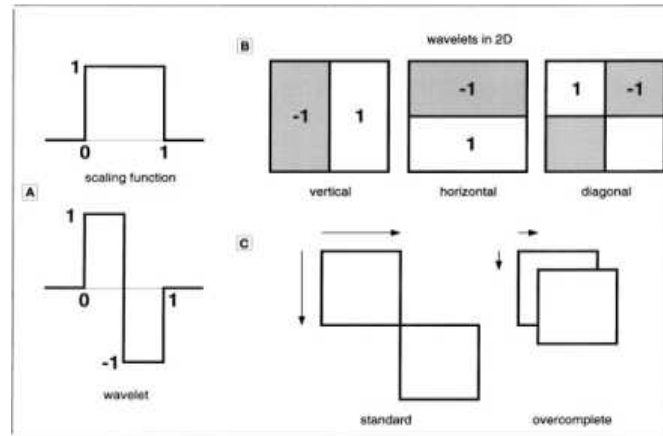 1
0 1
scaling function
A
1
0 1
-1
wavelet
B
wavelets in 2D
-1 1
vertical
-1
1
horizontal
1 -1
diagonal
C
standard
overcomplete